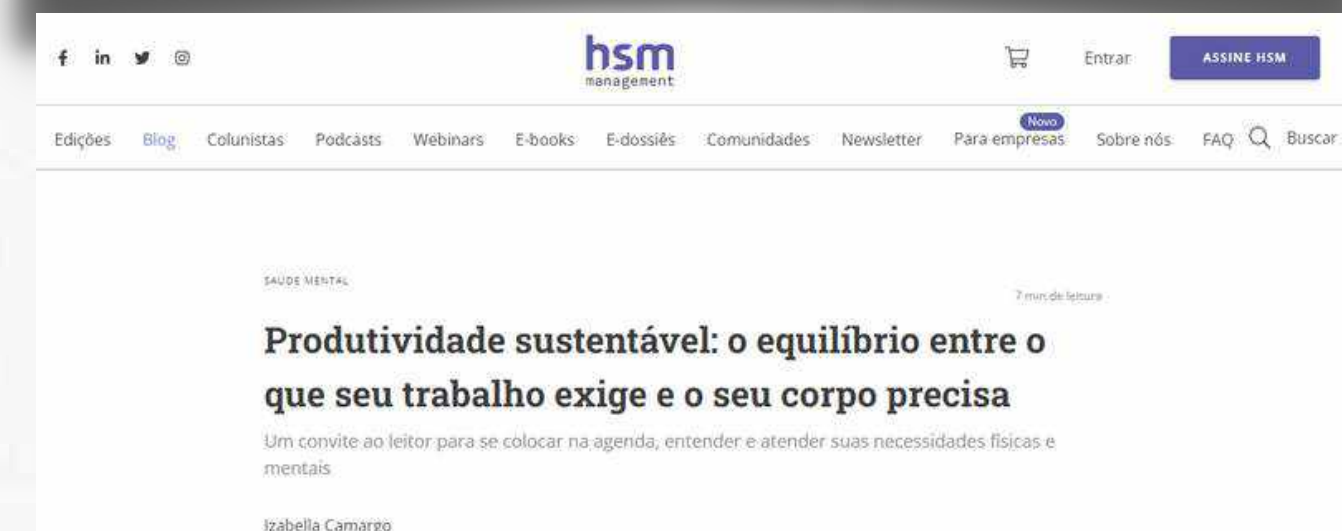 hsm
management
Entrar
ASSINE HSM
Edições Blog Colunistas Podcasts Webinars E-books E-dossiês Comunidades Newsletter Para empresas Novo Sobre nós FAQ Buscar
SAÚDE MENTAL
7 min de leitura
Produtividade sustentável: o equilíbrio entre o
que seu trabalho exige e o seu corpo precisa
Um convite ao leitor para se colocar na agenda, entender e atender suas necessidades físicas e
mentais
Izabella Camargo